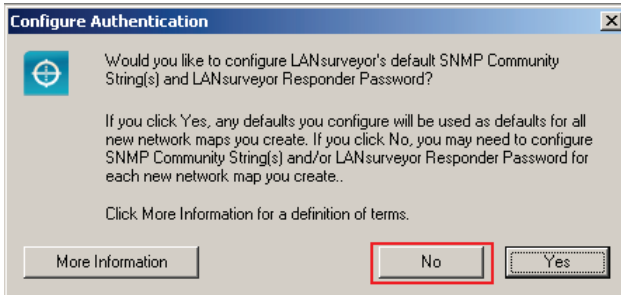 Configure Authentication
Would you like to configure LANsurveyor's default SNMP Community
String(s) and LANsurveyor Responder Password?
If you click Yes, any defaults you configure will be used as defaults for all
new network maps you create. If you click No, you may need to configure
SNMP Community String(s) and/or LANsurveyor Responder Password for
each new network map you create..
Click More Information for a definition of terms.
More Information
No
Yes